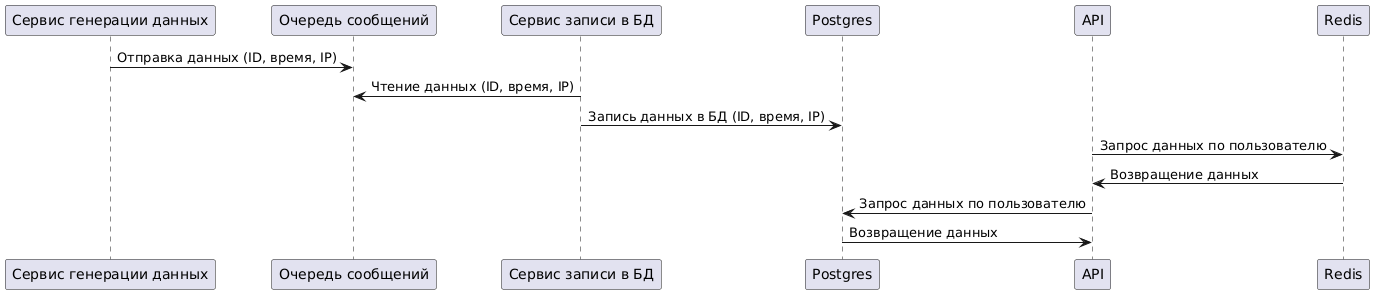 Сервис генерации данных
Очередь сообщений
Сервис записи в БД
Postgres
API
Redis
Отправка данных (ID, время, IP)
Чтение данных (ID, время, IP)
Запись данных в БД (ID, время, IP)
Запрос данных по пользователю
Возвращение данных
Запрос данных по пользователю
Возвращение данных
Сервис генерации данных
Очередь сообщений
Сервис записи в БД
Postgres
API
Redis